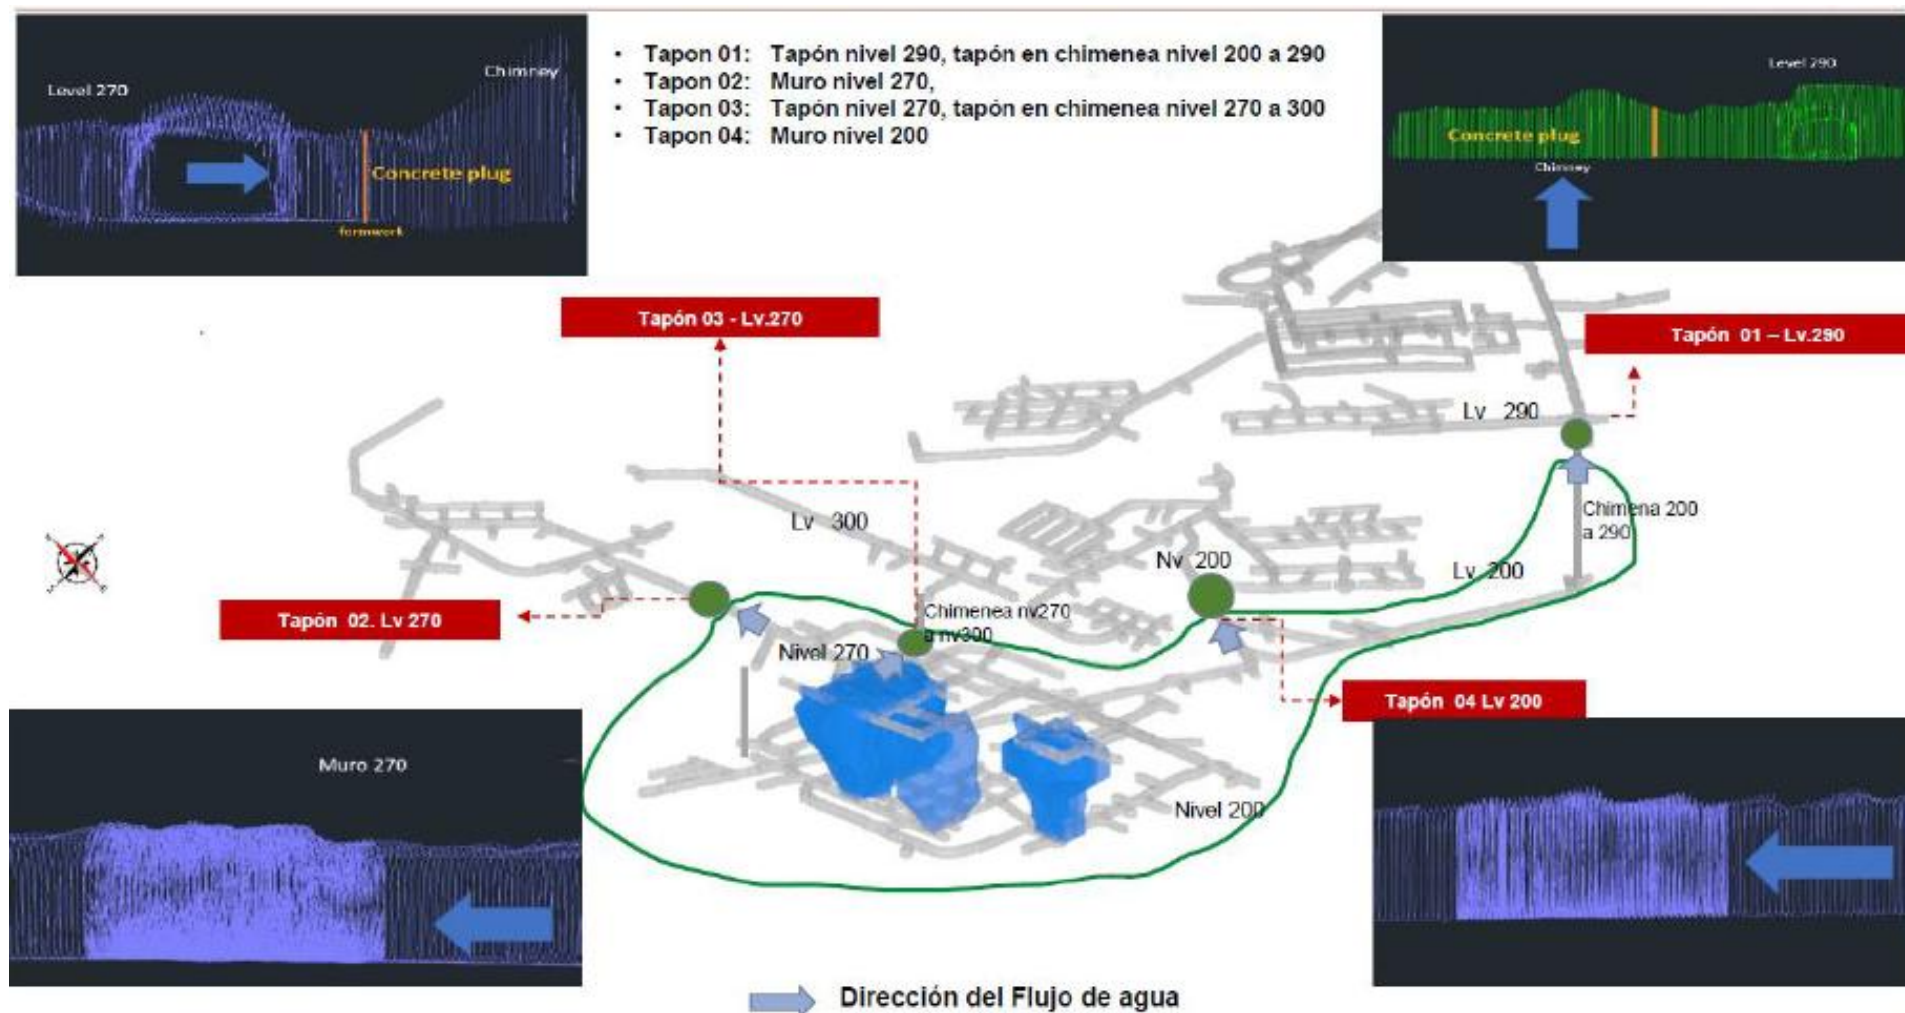 Level 270
Chimney
Concrete plug
formwork
• Tapon 01: Tapón nivel 290, tapón en chimenea nivel 200 a 290
• Tapon 02: Muro nivel 270,
• Tapon 03: Tapón nivel 270, tapón en chimenea nivel 270 a 300
• Tapon 04: Muro nivel 200
Level 290
Concrete plug
Chimney
Tapón 03 - Lv.270
Tapón 01 – Lv.290
Lv 290
Lv 300
Chimena 200
a 290
Nv 200
Lv 200
Tapón 02. Lv 270
Chimenea nv270
a nv300
Nivel 270
Tapón 04 Lv 200
Muro 270
Nivel 200
Dirección del Flujo de agua